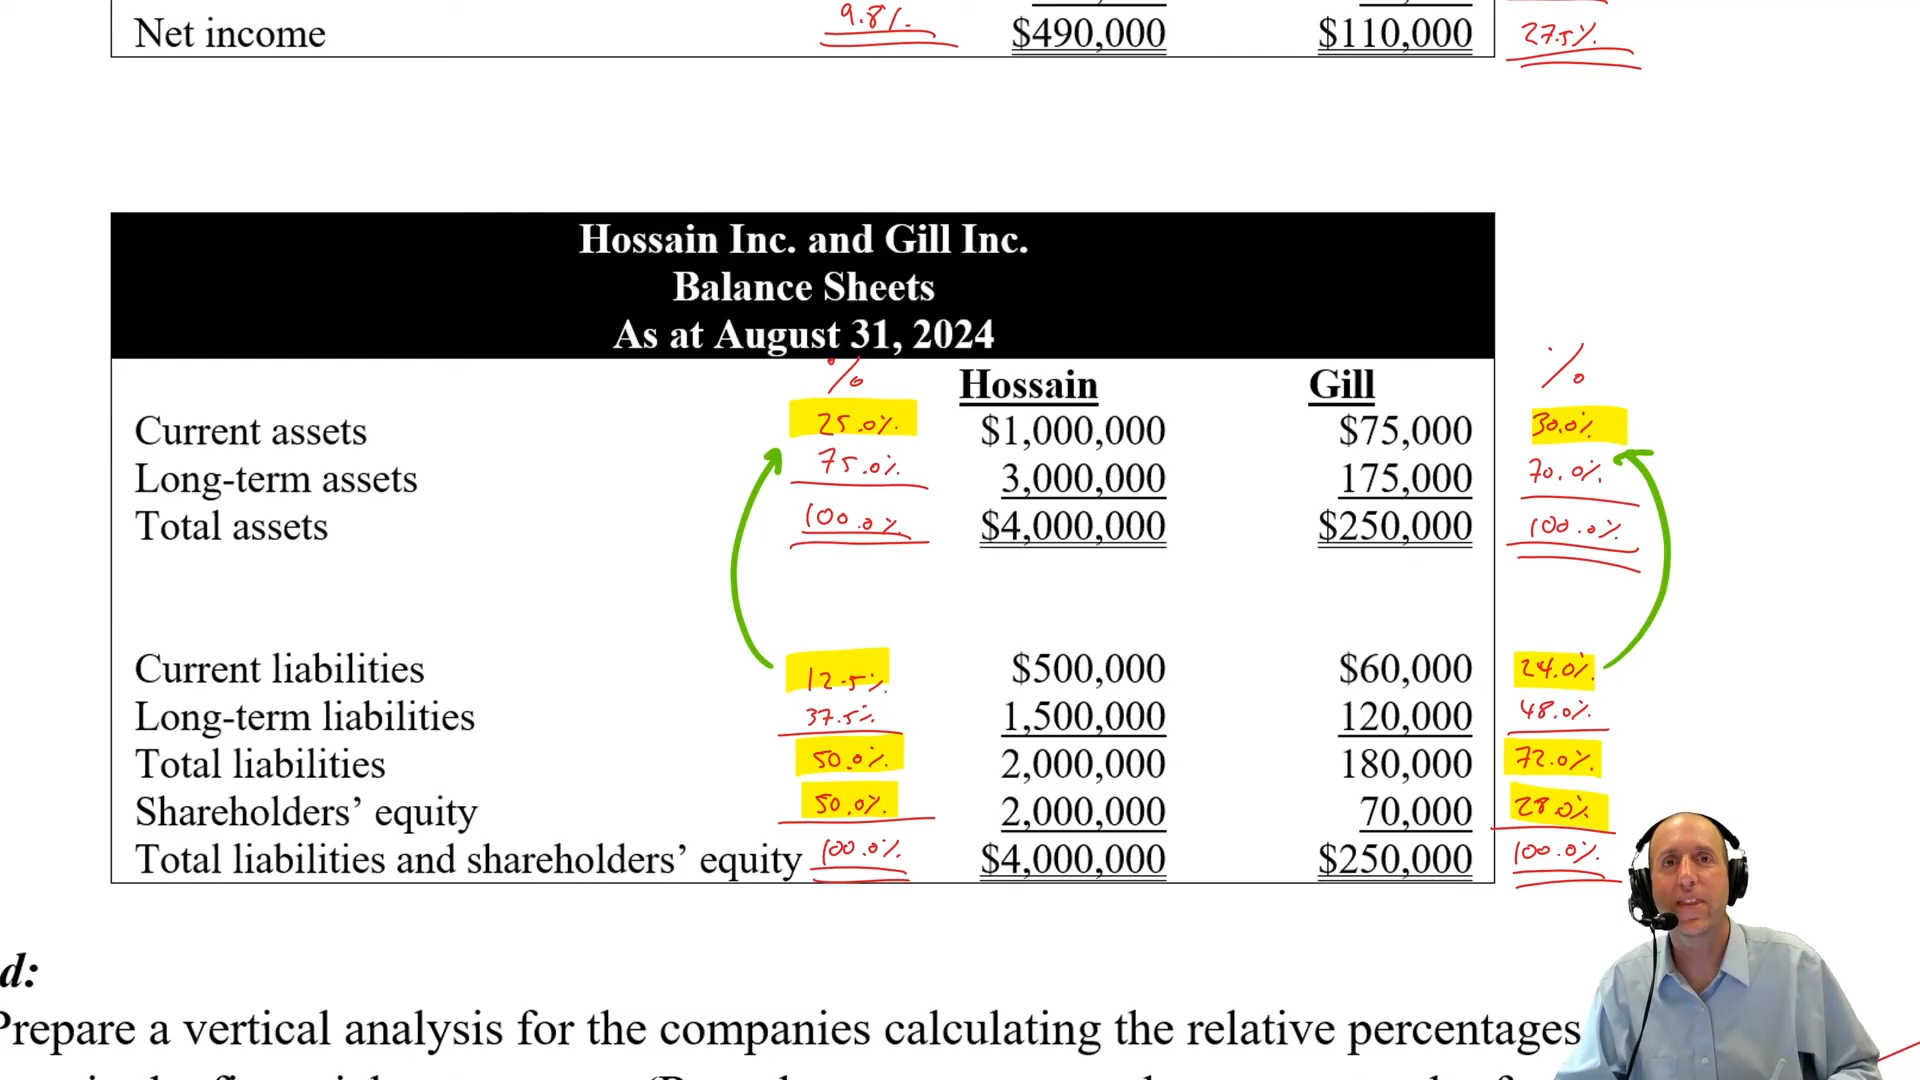 Net income 9.8% $490,000 $110,000 27.5%
Hossain Inc. and Gill Inc.
Balance Sheets
As at August 31, 2024
% Hossain Gill %
Current assets 25.0% $1,000,000 $75,000 30.0%
Long-term assets 75.0% 3,000,000 175,000 70.0%
Total assets 100.0% $4,000,000 $250,000 100.0%
Current liabilities 12.5% $500,000 $60,000 24.0%
Long-term liabilities 37.5% 1,500,000 120,000 48.0%
Total liabilities 50.0% 2,000,000 180,000 72.0%
Shareholders’ equity 50.0% 2,000,000 70,000 28.0%
Total liabilities and shareholders’ equity 100.0% $4,000,000 $250,000 100.0%
d:
Prepare a vertical analysis for the companies calculating the relative percentages